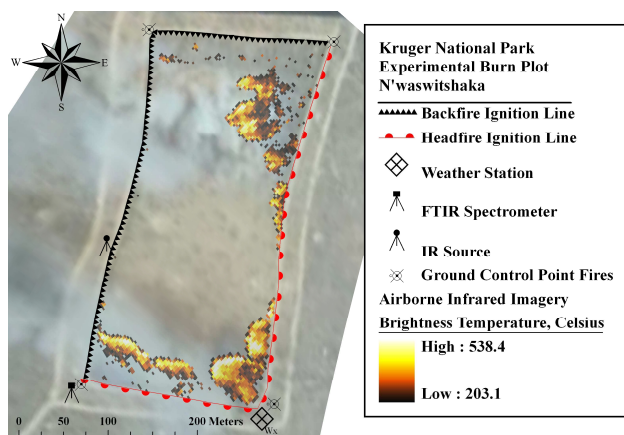 N
W
E
S
0
50
100
200 Meters
Wx
Kruger National Park
Experimental Burn Plot
N'waswitshaka
Backfire Ignition Line
Headfire Ignition Line
Weather Station
FTIR Spectrometer
IR Source
Ground Control Point Fires
Airborne Infrared Imagery
Brightness Temperature, Celsius
High : 538.4
Low : 203.1